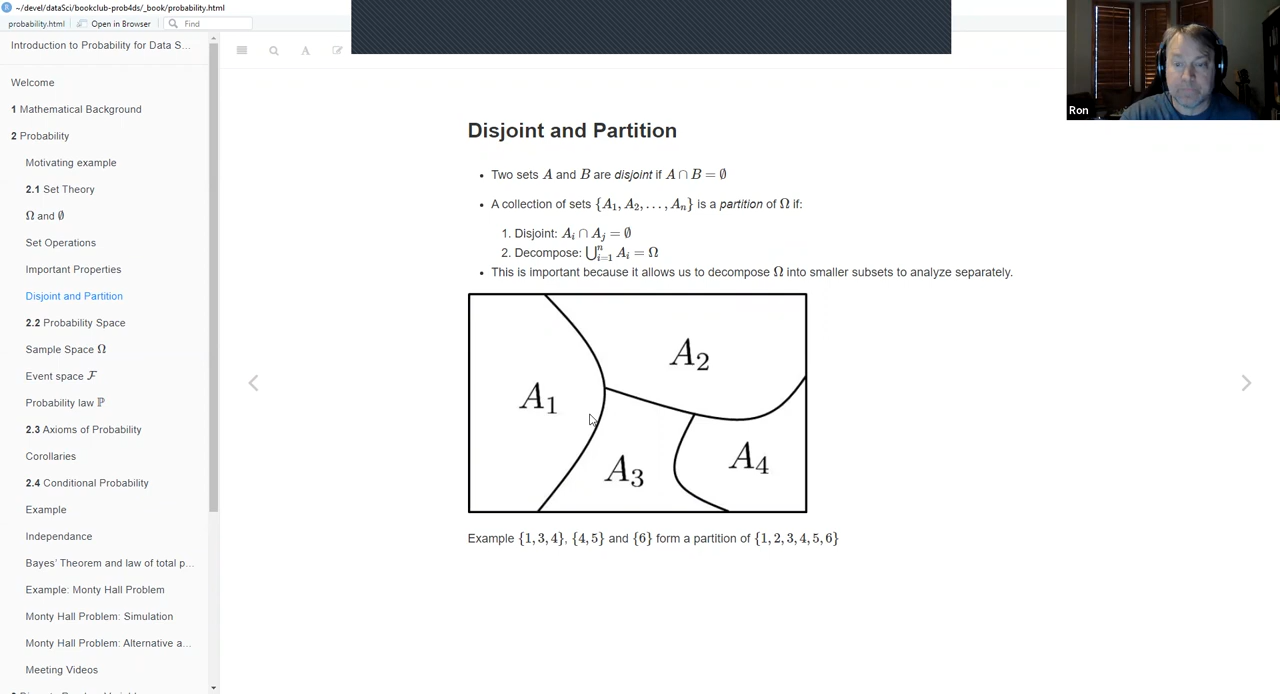 ~/devel/dataSci/bookclub-prob4ds/_book/probability.html
probability.html
Open in Browser
Find
Introduction to Probability for Data S...
Welcome
1 Mathematical Background
2 Probability
Motivating example
2.1 Set Theory
Ω and ∅
Set Operations
Important Properties
Disjoint and Partition
2.2 Probability Space
Sample Space Ω
Event space ℱ
Probability law ℙ
2.3 Axioms of Probability
Corollaries
2.4 Conditional Probability
Example
Independance
Bayes' Theorem and law of total p...
Example: Monty Hall Problem
Monty Hall Problem: Simulation
Monty Hall Problem: Alternative a...
Meeting Videos
A
Disjoint and Partition
• Two sets A and B are disjoint if A ∩ B = ∅
• A collection of sets {A₁, A₂, . . . , Aₙ} is a partition of Ω if:
1. Disjoint: Aᵢ ∩ Aⱼ = ∅
2. Decompose: ⋃ⁿᵢ₌₁ Aᵢ = Ω
• This is important because it allows us to decompose Ω into smaller subsets to analyze separately.
A₂
A₁
A₄
A₃
Example {1, 3, 4}, {4, 5} and {6} form a partition of {1, 2, 3, 4, 5, 6}
Ron